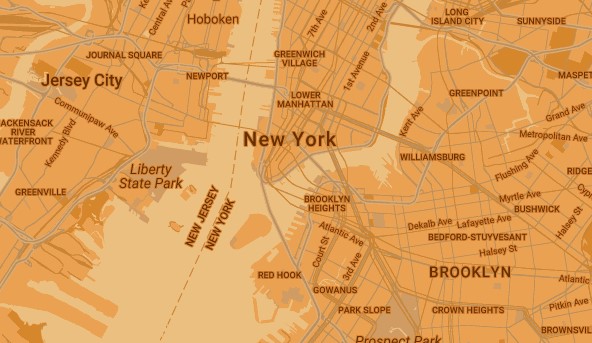 Hoboken
Central Ave
7th Ave
2nd Ave
LONG
ISLAND CITY
SUNNYSIDE
JOURNAL SQUARE
GREENWICH
VILLAGE
Jersey City
NEWPORT
1st Avenue
MASPET
LOWER
MANHATTAN
GREENPOINT
Communipaw Ave
Kent Ave
Grand Ave
ACKENSACK
RIVER
WATERFRONT
Kennedy Blvd
New York
Metropolitan Ave
WILLIAMSBURG
Flushing Ave
Liberty
State Park
RIDGE
GREENVILLE
NEW JERSEY
NEW YORK
BROOKLYN
HEIGHTS
Myrtle Ave
BUSHWICK
Halsey St
Dekalb Ave
Lafayette Ave
Atlantic Ave
Court St
BEDFORD-STUYVESANT
Halsey St
3rd Ave
RED HOOK
BROOKLYN
Atlantic
GOWANUS
PARK SLOPE
CROWN HEIGHTS
Pitkin Ave
BROWNSVI
Prospect Park